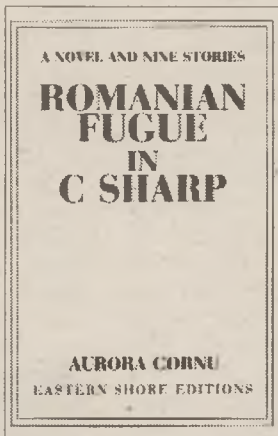 A NOVEL AND NINE STORIES
ROMANIAN
FUGUE
IN
C SHARP
AURORA CORNU
EASTERN SHORE EDITIONS